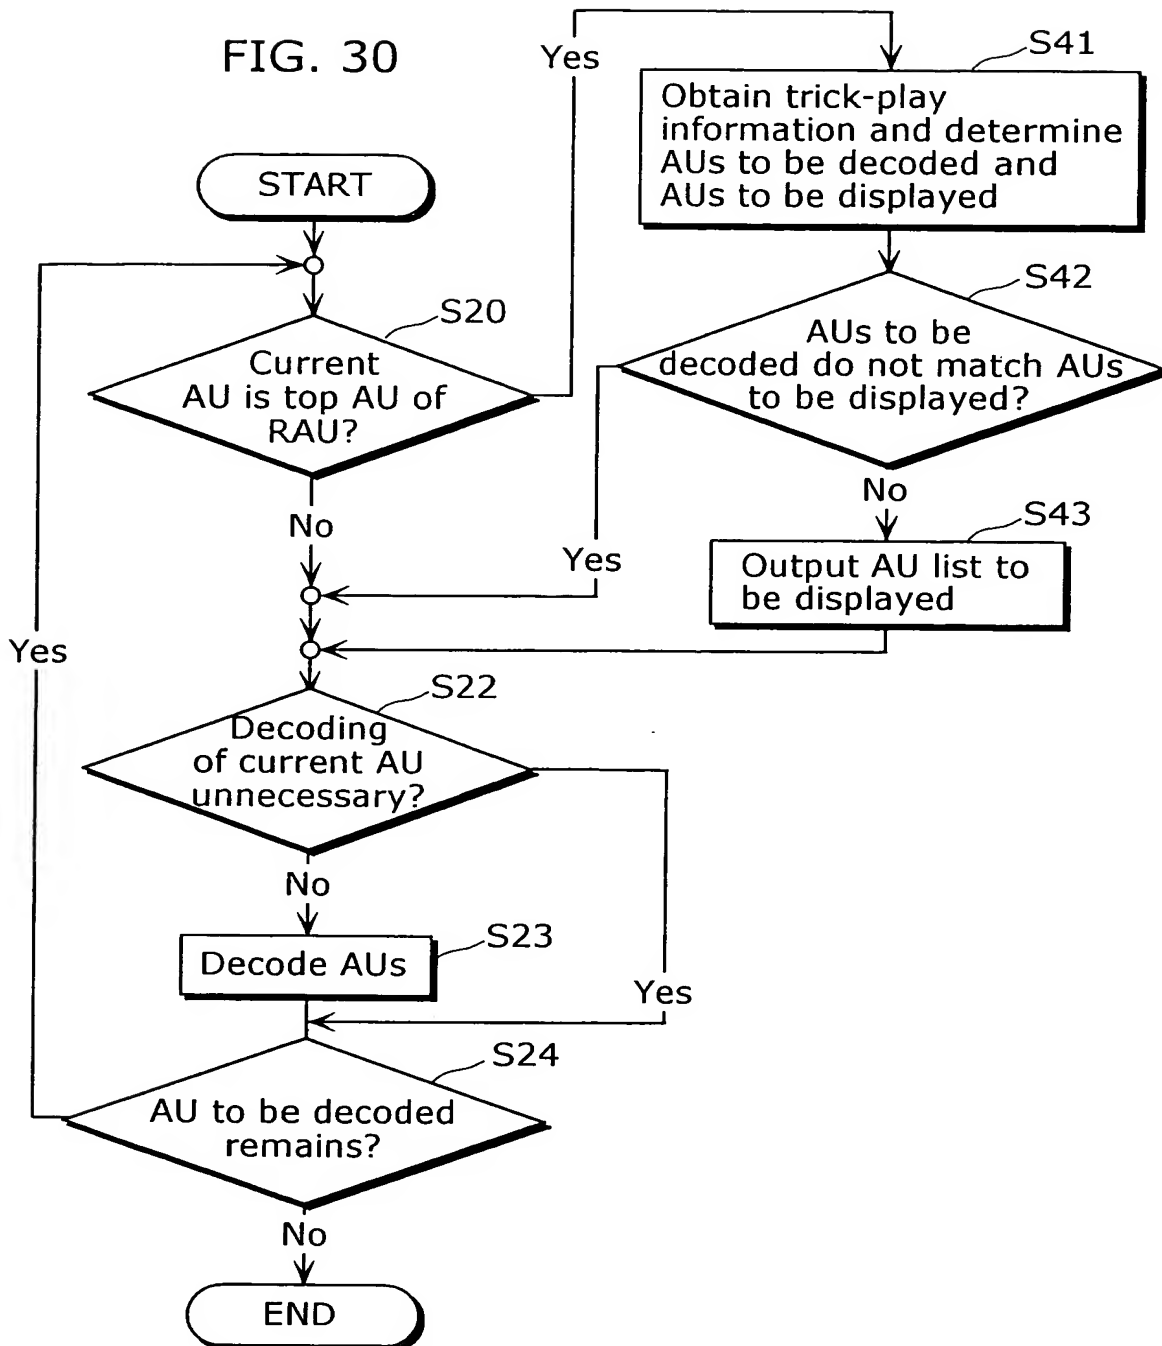 FIG. 30
START
S20
Current
AU is top AU of
RAU?
Yes
S41
Obtain trick-play
information and determine
AUs to be decoded and
AUs to be displayed
S42
AUs to be
decoded do not match AUs
to be displayed?
No
Yes
No
S43
Output AU list to
be displayed
S22
Decoding
of current AU
unnecessary?
No
Yes
S23
Decode AUs
S24
AU to be decoded
remains?
Yes
No
END